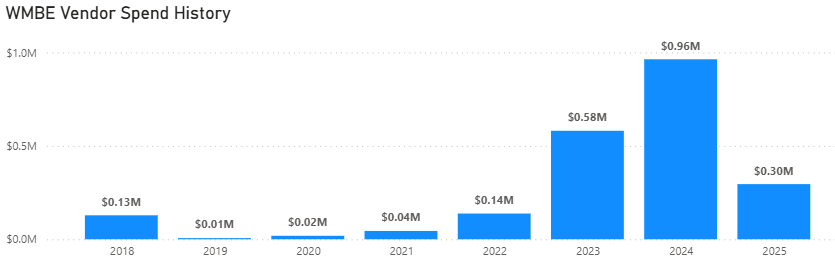 WMBE Vendor Spend History
$1.0M
$0.5M
$0.0M
$0.13M
$0.01M
$0.02M
$0.04M
$0.14M
$0.58M
$0.96M
$0.30M
2018 2019 2020 2021 2022 2023 2024 2025